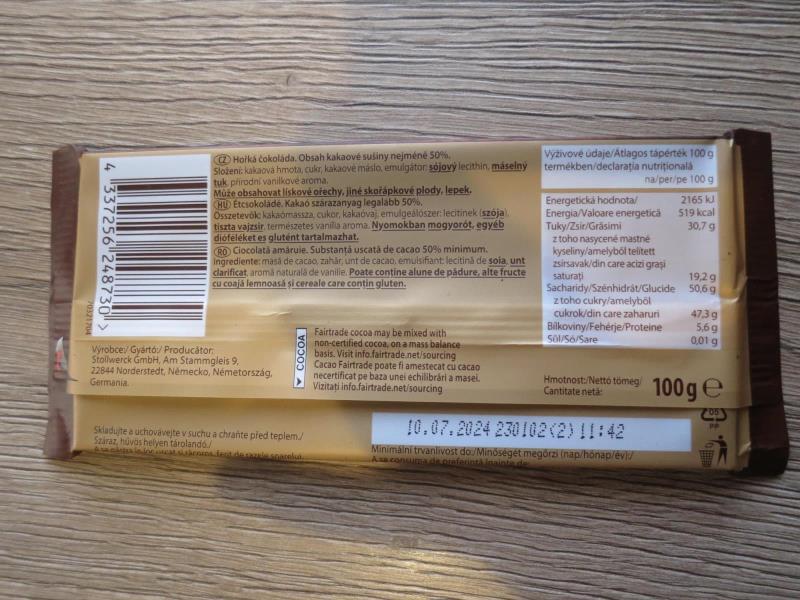 4 337256 248730 >
70321704
CZ Hořká čokoláda. Obsah kakaové sušiny nejméně 50%.
Složení: kakaová hmota, cukr, kakaové máslo, emulgátor: sójový lecithin, máselný
tuk, přírodní vanilkové aroma.
Může obsahovat lískové ořechy, jiné skořápkové plody, lepek.
HU Étcsokoládé. Kakaó szárazanyag legalább 50%.
Összetevők: kakaómassza, cukor, kakaóvaj, emulgeálószer: lecitinek (szója),
tiszta vajzsír, természetes vanília aroma. Nyomokban mogyorót, egyéb
dióféléket és glutént tartalmazhat.
RO Ciocolată amăruie. Substanță uscată de cacao 50% minimum.
Ingrediente: masă de cacao, zahăr, unt de cacao, emulsifiant: lecitină de soia, unt
clarificat, aromă naturală de vanilie. Poate conține alune de pădure, alte fructe
cu coajă lemnoasă și cereale care conțin gluten.
Výrobce:/ Gyártó:/ Producător:
Stollwerck GmbH, Am Stammgleis 9,
22844 Norderstedt, Německo, Németország,
Germania.
COCOA
Fairtrade cocoa may be mixed with
non-certified cocoa, on a mass balance
basis. Visit info.fairtrade.net/sourcing
Cacao Fairtrade poate fi amestecat cu cacao
necertificat pe baza unei echilibrări a masei.
Vizitați info.fairtrade.net/sourcing
Výživové údaje/Átlagos tápérték 100 g
termékben/declarația nutrițională
na/per/pe 100 g
Energetická hodnota/ 2165 kJ
Energia/Valoare energetică 519 kcal
Tuky/Zsír/Grăsimi 30,7 g
z toho nasycené mastné
kyseliny/amelyből telített
zsírsavak/din care acizi grași
saturați 19,2 g
Sacharidy/Szénhidrát/Glucide 50,6 g
z toho cukry/amelyből
cukrok/din care zaharuri 47,3 g
Bílkoviny/Fehérje/Proteine 5,6 g
Sůl/Só/Sare 0,01 g
Hmotnost:/Nettó tömeg/
Cantitate netă: 100 g e
Skladujte a uchovávejte v suchu a chraňte před teplem./
Száraz, hűvös helyen tárolandó./
10.07.2024 230102(2) 11:42
Minimální trvanlivost do:/Minőségét megőrzi (nap/hónap/év):/
A se consuma de preferință înainte de:
05
PP